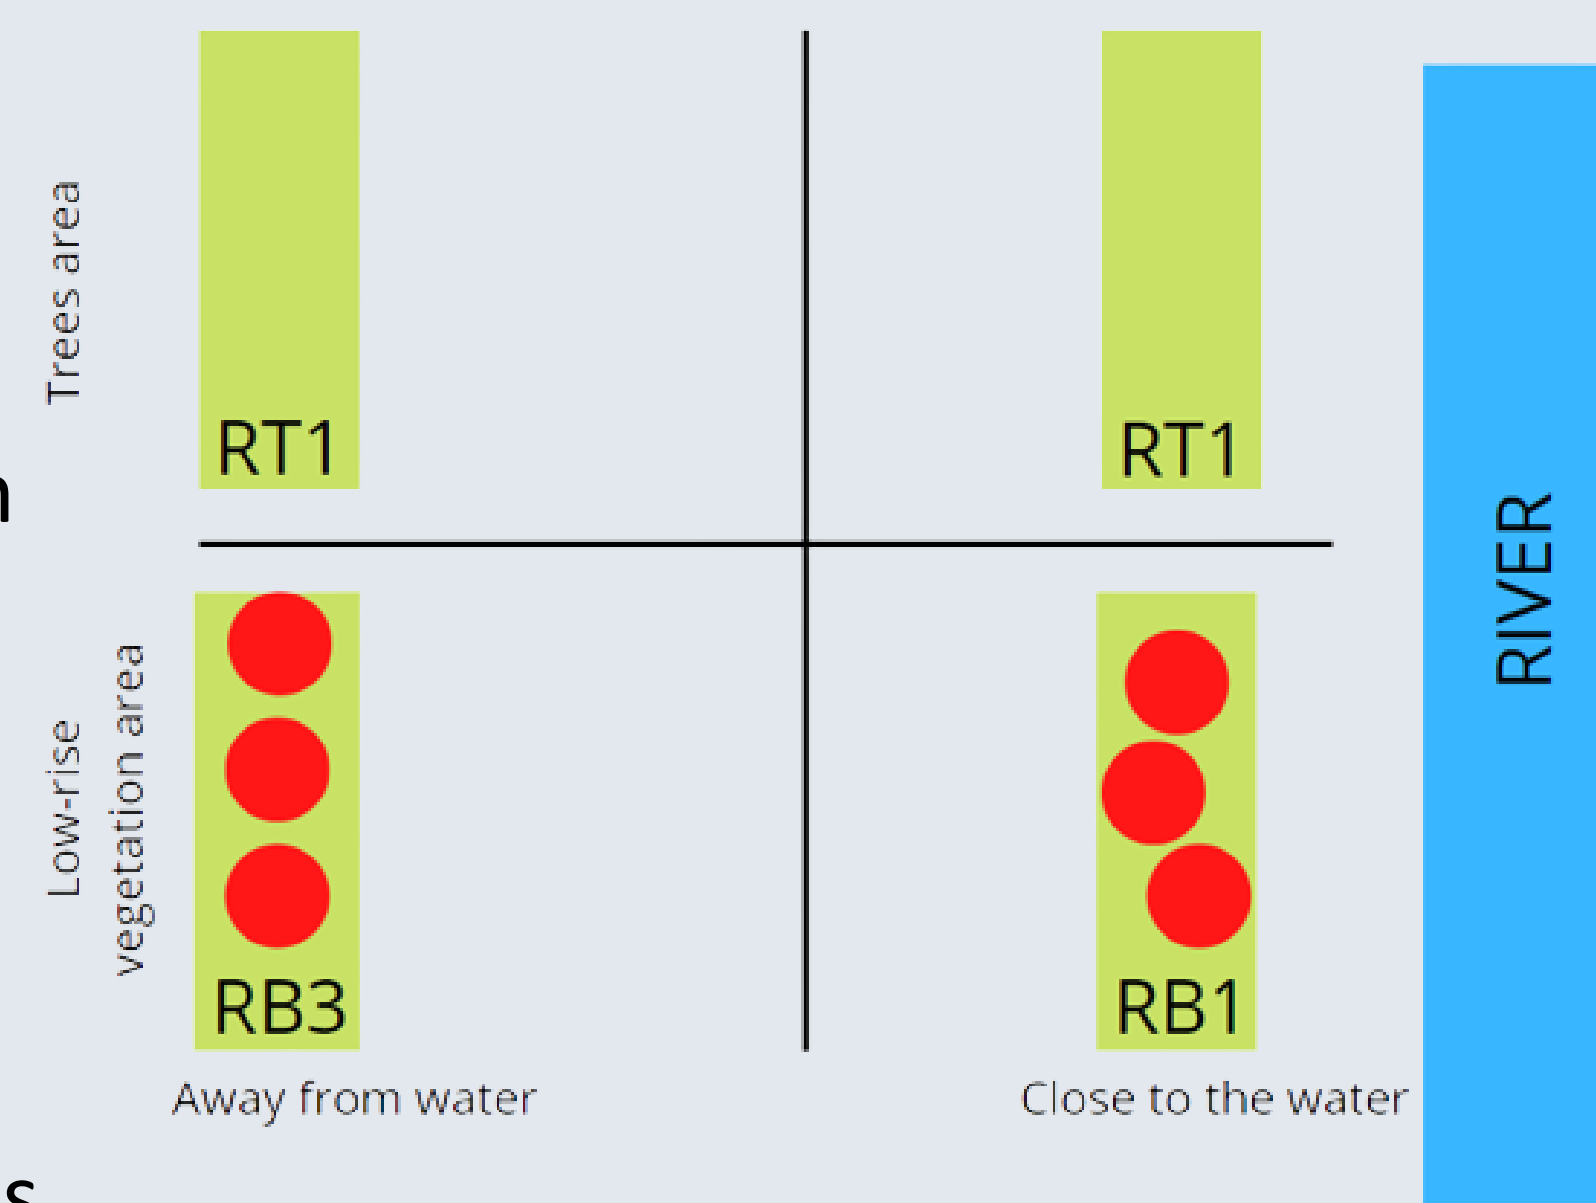 Trees area
RT1
RT1
n
RIVER
Low-rise
vegetation area
RB3
RB1
Away from water
Close to the water
s